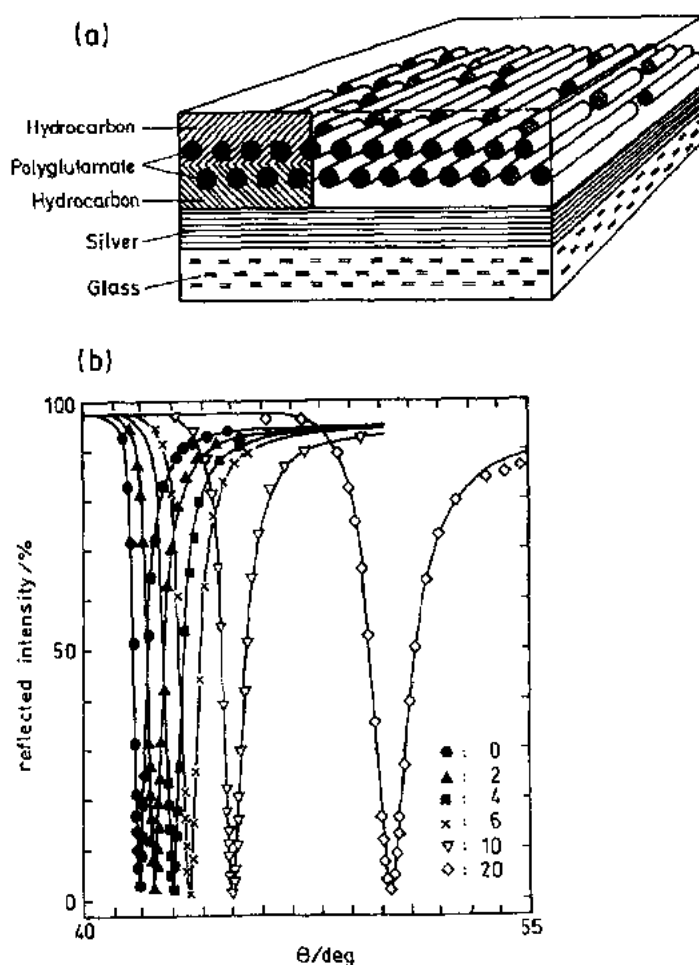 (a)
Hydrocarbon
Polyglutamate
Hydrocarbon
Silver
Glass
(b)
100
50
0
reflected intensity/%
● : 0
▲ : 2
■ : 4
× : 6
▽ : 10
◇ : 20
40
55
θ/deg